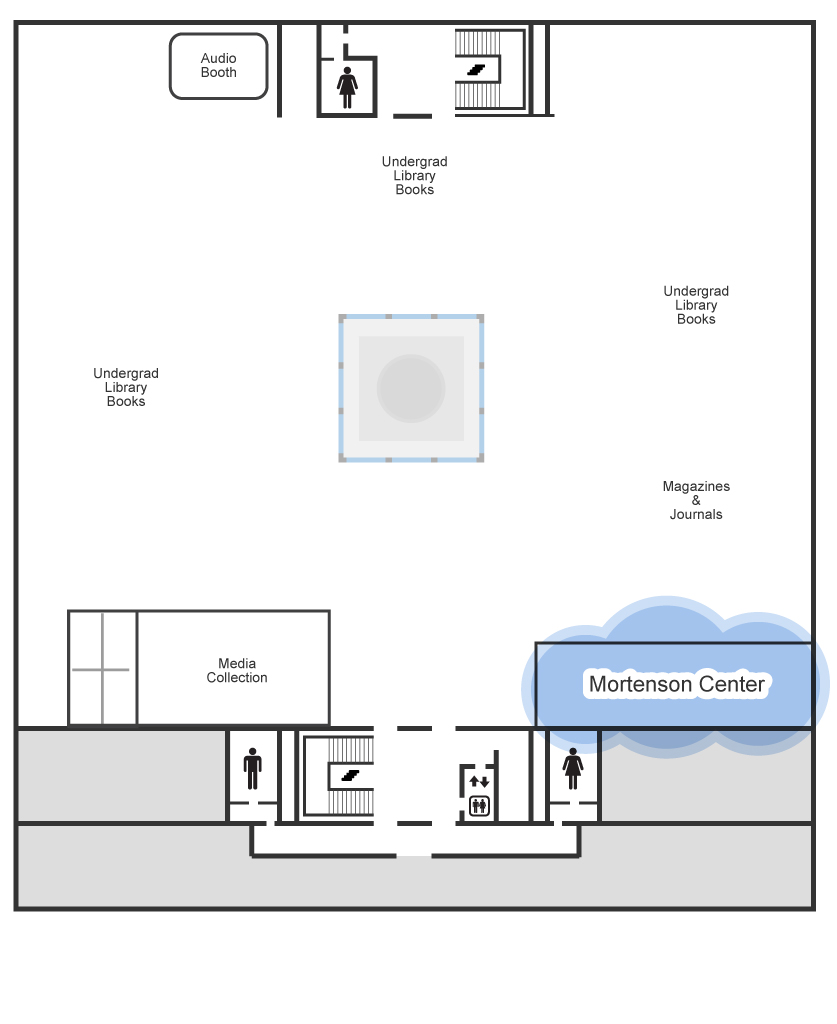 Audio
Booth
Undergrad
Library
Books
Undergrad
Library
Books
Undergrad
Library
Books
Magazines
&
Journals
Media
Collection
Mortenson Center